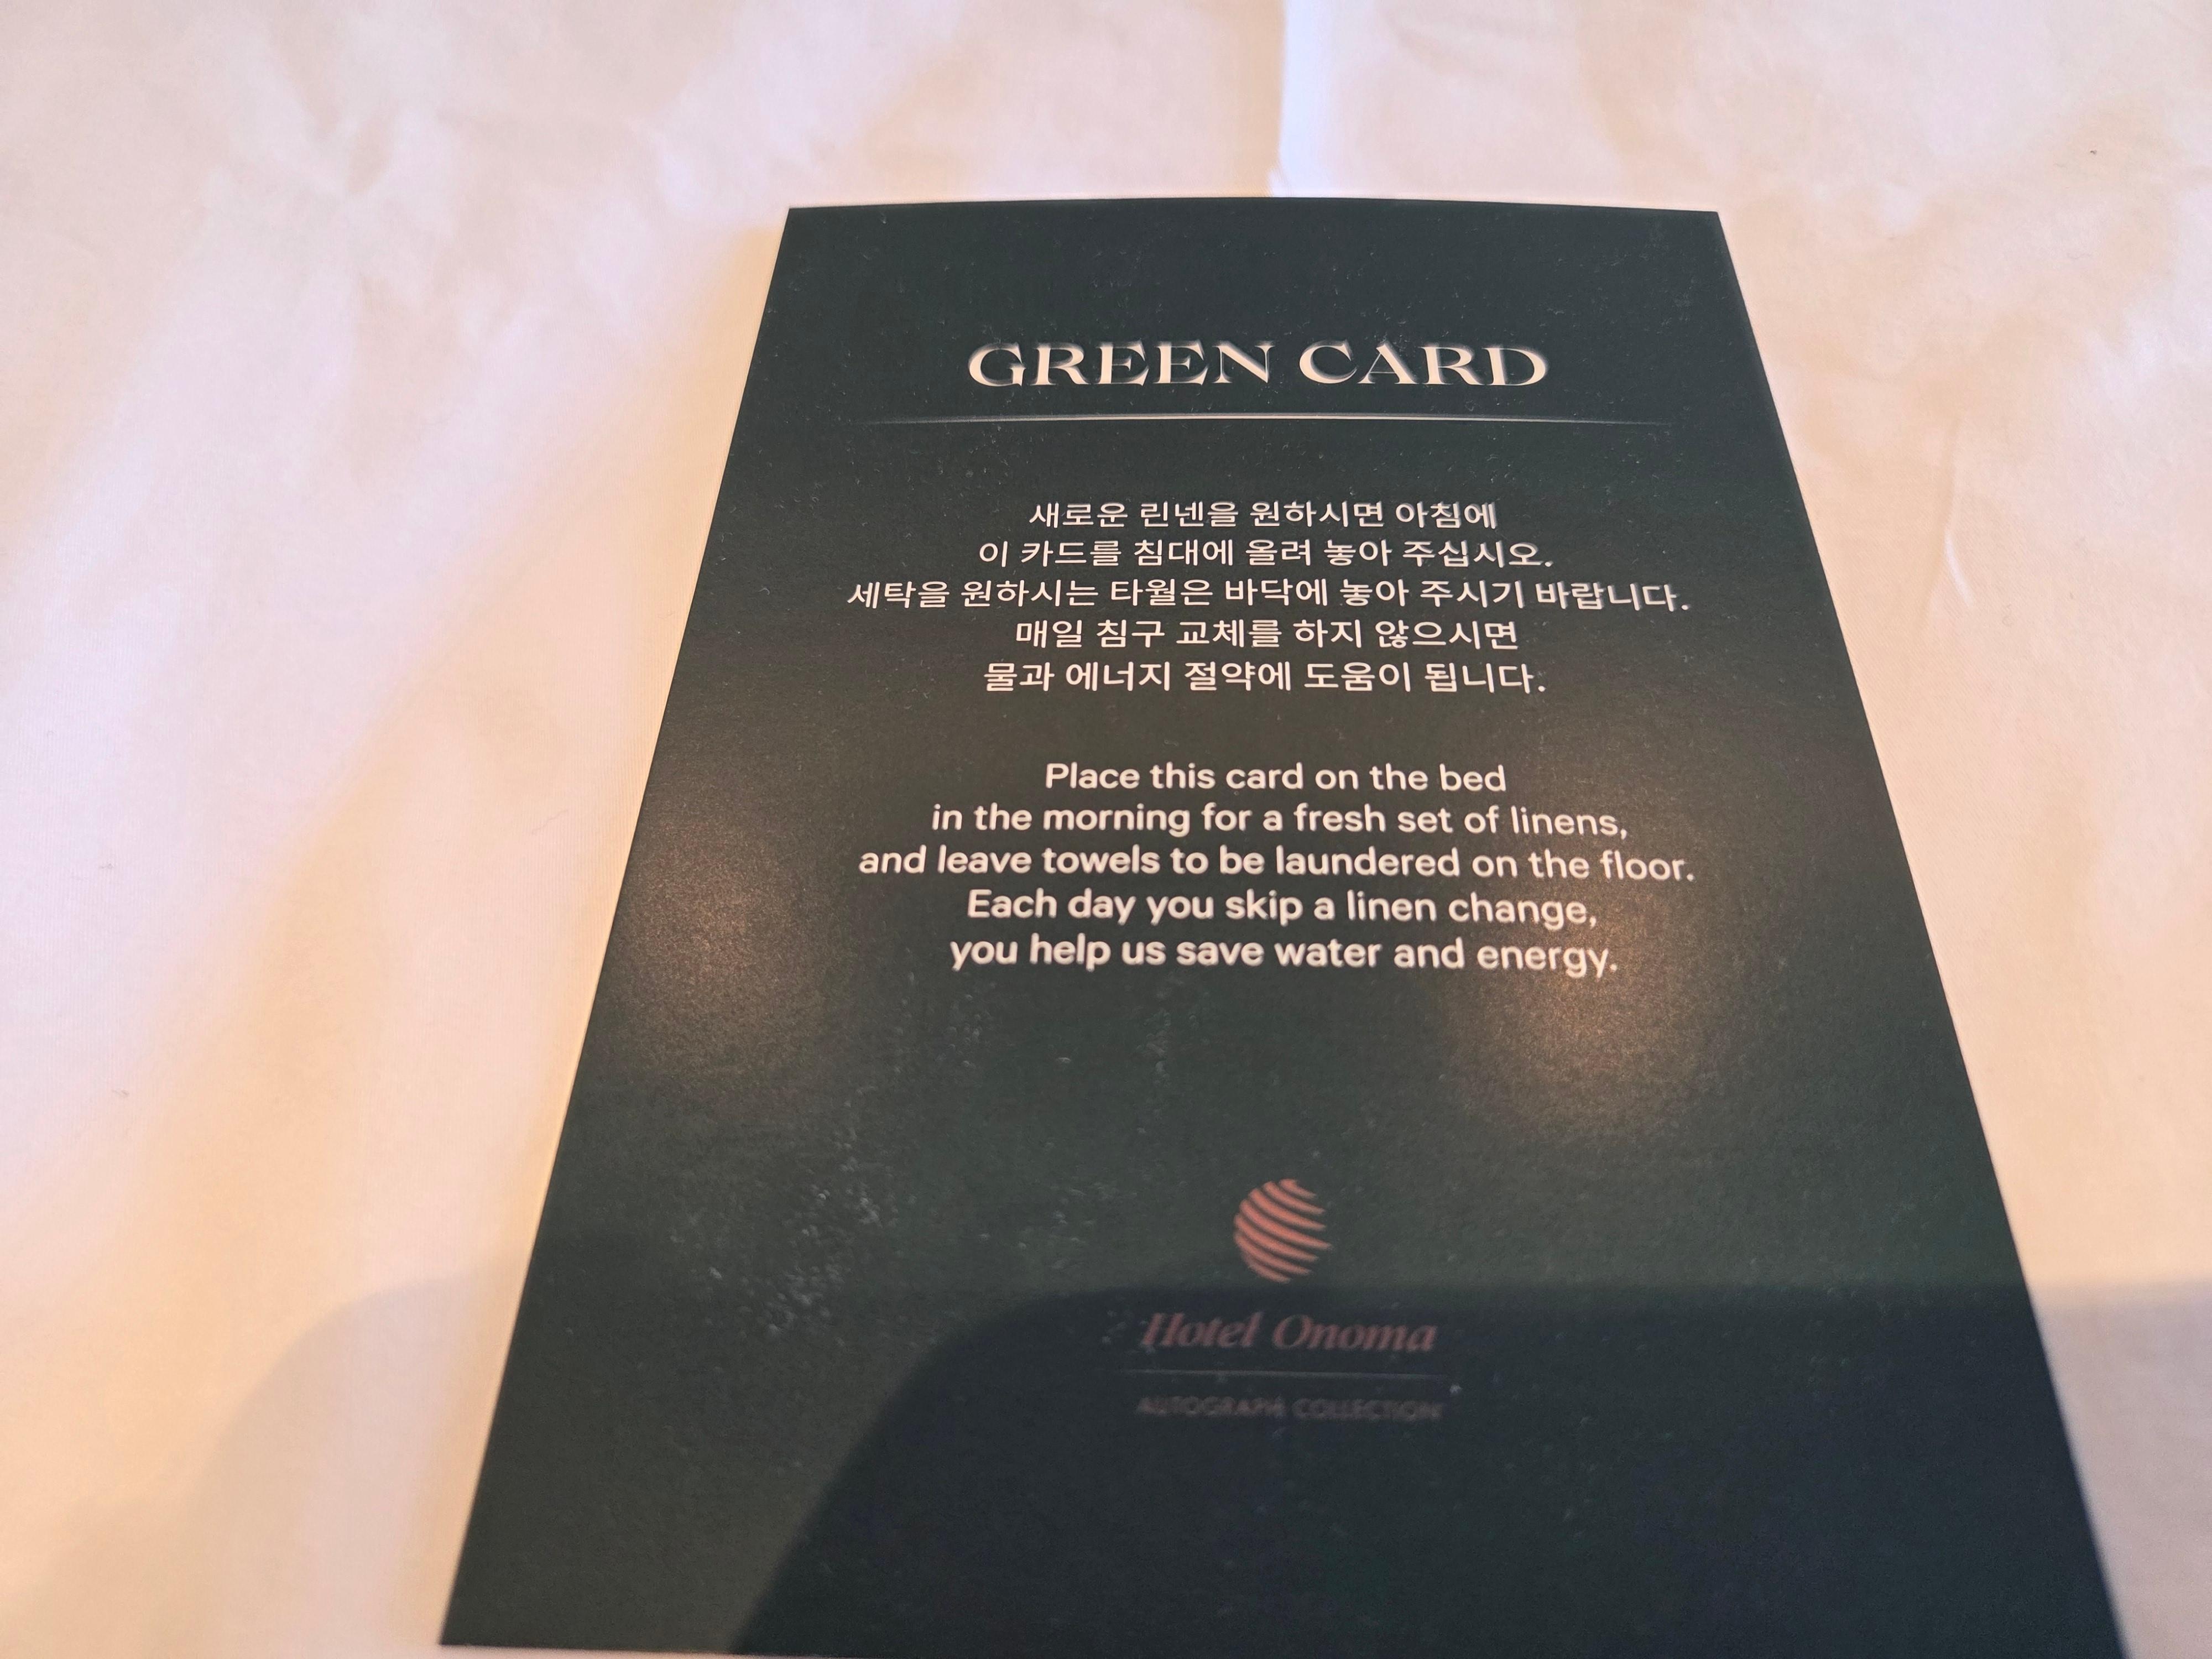 GREEN CARD
새로운 린넨을 원하시면 아침에
이 카드를 침대에 올려 놓아 주십시오.
세탁을 원하시는 타월은 바닥에 놓아 주시기 바랍니다.
매일 침구 교체를 하지 않으시면
물과 에너지 절약에 도움이 됩니다.
Place this card on the bed
in the morning for a fresh set of linens,
and leave towels to be laundered on the floor.
Each day you skip a linen change,
you help us save water and energy.
Hotel Onoma
AUTOGRAPH COLLECTION